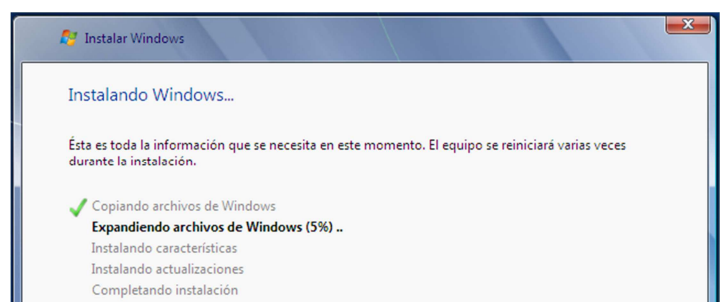 Instalar Windows
Instalando Windows...
Ésta es toda la información que se necesita en este momento. El equipo se reiniciará varias veces
durante la instalación.
Copiando archivos de Windows
Expandiendo archivos de Windows (5%) ..
Instalando características
Instalando actualizaciones
Completando instalación